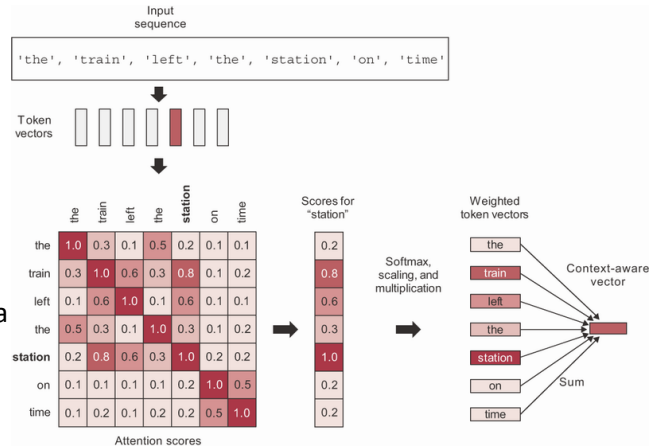 Input
sequence
'the', 'train', 'left', 'the', 'station', 'on', 'time'
Token
vectors
the train left the station on time
the 1.0 0.3 0.1 0.5 0.2 0.1 0.1
train 0.3 1.0 0.6 0.3 0.8 0.1 0.2
left 0.1 0.6 1.0 0.1 0.6 0.1 0.1
the 0.5 0.3 0.1 1.0 0.3 0.1 0.2
station 0.2 0.8 0.6 0.3 1.0 0.2 0.2
on 0.1 0.1 0.1 0.1 0.2 1.0 0.5
time 0.1 0.2 0.1 0.2 0.2 0.5 1.0
Attention scores
a
Scores for
"station"
0.2
0.8
0.6
0.3
1.0
0.2
0.2
Softmax,
scaling, and
multiplication
Weighted
token vectors
the
train
left
the
station
on
time
Context-aware
vector
Sum